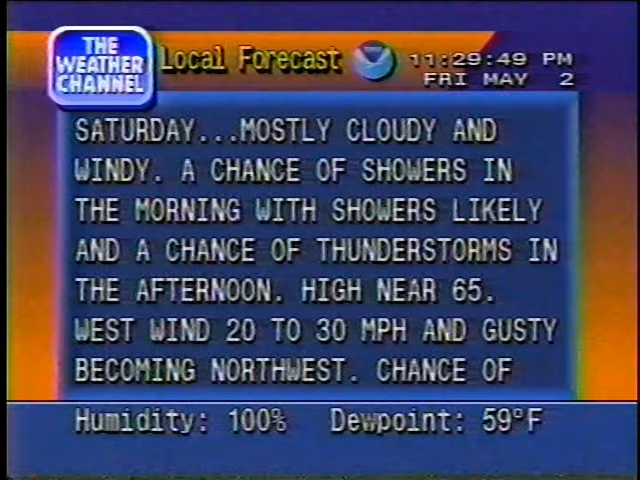 THE
WEATHER
CHANNEL
Local Forecast
11:29:49 PM
FRI MAY  2
SATURDAY...MOSTLY CLOUDY AND
WINDY. A CHANCE OF SHOWERS IN
THE MORNING WITH SHOWERS LIKELY
AND A CHANCE OF THUNDERSTORMS IN
THE AFTERNOON. HIGH NEAR 65.
WEST WIND 20 TO 30 MPH AND GUSTY
BECOMING NORTHWEST. CHANCE OF
Humidity: 100%  Dewpoint: 59°F